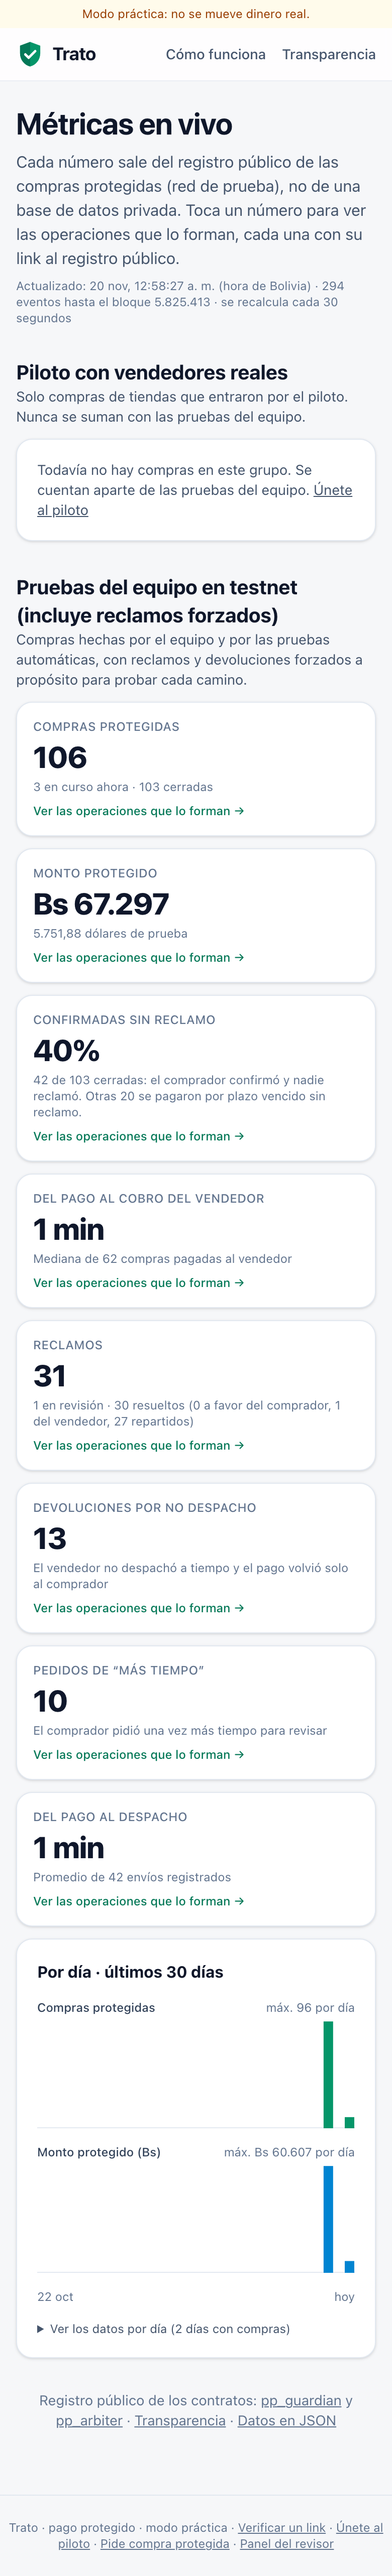 Modo práctica: no se mueve dinero real.
Trato
Cómo funciona
Transparencia
Métricas en vivo
Cada número sale del registro público de las
compras protegidas (red de prueba), no de una
base de datos privada. Toca un número para ver
las operaciones que lo forman, cada una con su
link al registro público.
Actualizado: 20 nov, 12:58:27 a. m. (hora de Bolivia) · 294
eventos hasta el bloque 5.825.413 · se recalcula cada 30
segundos
Piloto con vendedores reales
Solo compras de tiendas que entraron por el piloto.
Nunca se suman con las pruebas del equipo.
Todavía no hay compras en este grupo. Se
cuentan aparte de las pruebas del equipo. Únete
al piloto
Pruebas del equipo en testnet
(incluye reclamos forzados)
Compras hechas por el equipo y por las pruebas
automáticas, con reclamos y devoluciones forzados a
propósito para probar cada camino.
COMPRAS PROTEGIDAS
106
3 en curso ahora · 103 cerradas
Ver las operaciones que lo forman →
MONTO PROTEGIDO
Bs 67.297
5.751,88 dólares de prueba
Ver las operaciones que lo forman →
CONFIRMADAS SIN RECLAMO
40%
42 de 103 cerradas: el comprador confirmó y nadie
reclamó. Otras 20 se pagaron por plazo vencido sin
reclamo.
Ver las operaciones que lo forman →
DEL PAGO AL COBRO DEL VENDEDOR
1 min
Mediana de 62 compras pagadas al vendedor
Ver las operaciones que lo forman →
RECLAMOS
31
1 en revisión · 30 resueltos (0 a favor del comprador, 1
del vendedor, 27 repartidos)
Ver las operaciones que lo forman →
DEVOLUCIONES POR NO DESPACHO
13
El vendedor no despachó a tiempo y el pago volvió solo
al comprador
Ver las operaciones que lo forman →
PEDIDOS DE “MÁS TIEMPO”
10
El comprador pidió una vez más tiempo para revisar
Ver las operaciones que lo forman →
DEL PAGO AL DESPACHO
1 min
Promedio de 42 envíos registrados
Ver las operaciones que lo forman →
Por día · últimos 30 días
Compras protegidas
máx. 96 por día
Monto protegido (Bs)
máx. Bs 60.607 por día
22 oct
hoy
▶ Ver los datos por día (2 días con compras)
Registro público de los contratos: pp_guardian y
pp_arbiter · Transparencia · Datos en JSON
Trato · pago protegido · modo práctica · Verificar un link · Únete al
piloto · Pide compra protegida · Panel del revisor